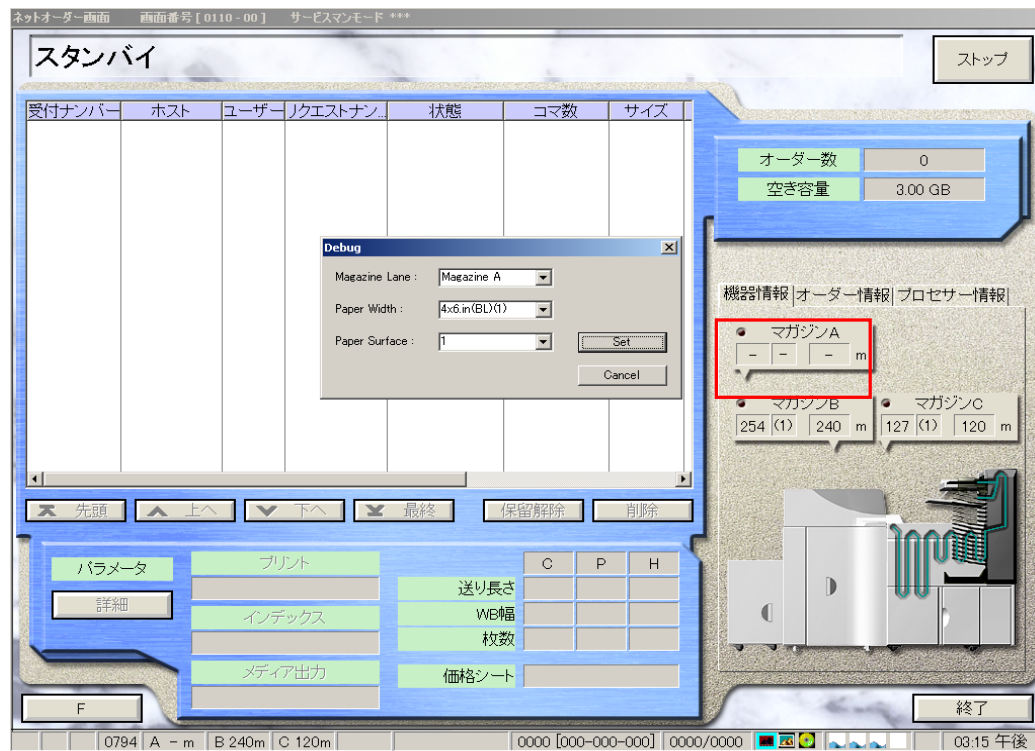 ネットオーダー画面 画面番号 [ 0110 - 00 ] サービスマンモード ***
スタンバイ
ストップ
受付ナンバー ホスト ユーザー リクエストナン... 状態 コマ数 サイズ
オーダー数 0
空き容量 3.00 GB
Debug
Magazine Lane : Magazine A
Paper Width : 4x6.in(BL)(1)
Paper Surface : 1
Set
Cancel
機器情報 オーダー情報 プロセサー情報
マガジンA
- - - m
マガジンB マガジンC
254 (1) 240 m 127 (1) 120 m
先頭 上へ 下へ 最終 保留解除 削除
パラメータ
詳細
プリント
インデックス
メディア出力
C P H
送り長さ
WB幅
枚数
価格シート
F
終了
0794 A - m B 240m C 120m 0000 [000-000-000] 0000/0000 03:15 午後